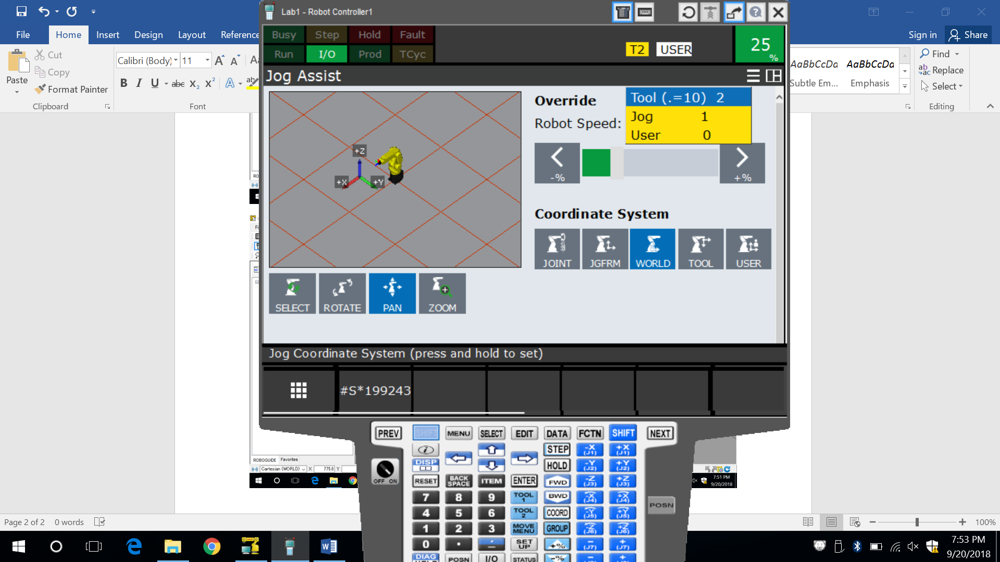 Lab1 - Robot Controller1
File Home Insert Design Layout Reference
Sign in Share
Busy Step Hold Fault
Run I/O Prod TCyc
T2 USER
25 %
Paste
Cut
Copy
Format Painter
Clipboard
Calibri (Body) 11
B I U abc X₂ X² A ab
Font
AaBbCcDd AaBbCcDd
Subtle Em... Emphasis
Find
Replace
Select
Editing
Jog Assist
Override
Robot Speed:
Tool (.=10) 2
Jog 1
User 0
-% +%
+Z
+X +Y
Coordinate System
JOINT JGFRM WORLD TOOL USER
SELECT ROTATE PAN ZOOM
Jog Coordinate System (press and hold to set)
#S*199243
PREV SHIFT MENU SELECT EDIT DATA FCTN SHIFT NEXT
i STEP -X (J1) +X (J1)
DISP HOLD -Y (J2) +Y (J2)
OFF ON
RESET BACK SPACE ITEM ENTER FWD -Z (J3) +Z (J3)
7 8 9 TOOL 1 BWD -X (J4) +X (J4)
POSN
4 5 6 TOOL 2 COORD -Y (J5) +Y (J5)
1 2 3 MOVE MENU GROUP -Z (J6) +Z (J6)
0 . - SET UP +% - (J7) + (J7)
DIAG POSN I/O STATUS -% - +
ROBOGUIDE Favorites
Cartesian (WORLD) X 775.0 Y
7:51 PM
9/20/2018
Page 2 of 2 0 words
100%
7:53 PM
9/20/2018